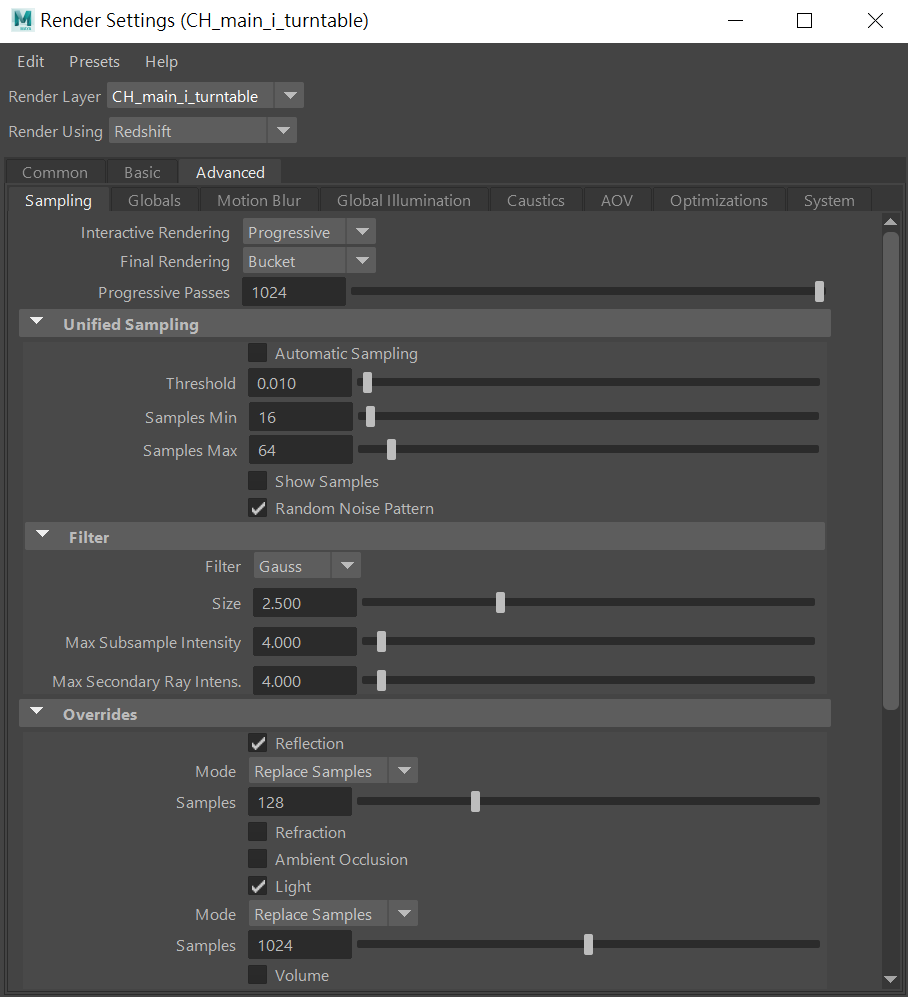 Render Settings (CH_main_i_turntable)
Edit Presets Help
Render Layer CH_main_i_turntable
Render Using Redshift
Common Basic Advanced
Sampling Globals Motion Blur Global Illumination Caustics AOV Optimizations System
Interactive Rendering Progressive
Final Rendering Bucket
Progressive Passes 1024
Unified Sampling
Automatic Sampling
Threshold 0.010
Samples Min 16
Samples Max 64
Show Samples
Random Noise Pattern
Filter
Filter Gauss
Size 2.500
Max Subsample Intensity 4.000
Max Secondary Ray Intens. 4.000
Overrides
Reflection
Mode Replace Samples
Samples 128
Refraction
Ambient Occlusion
Light
Mode Replace Samples
Samples 1024
Volume